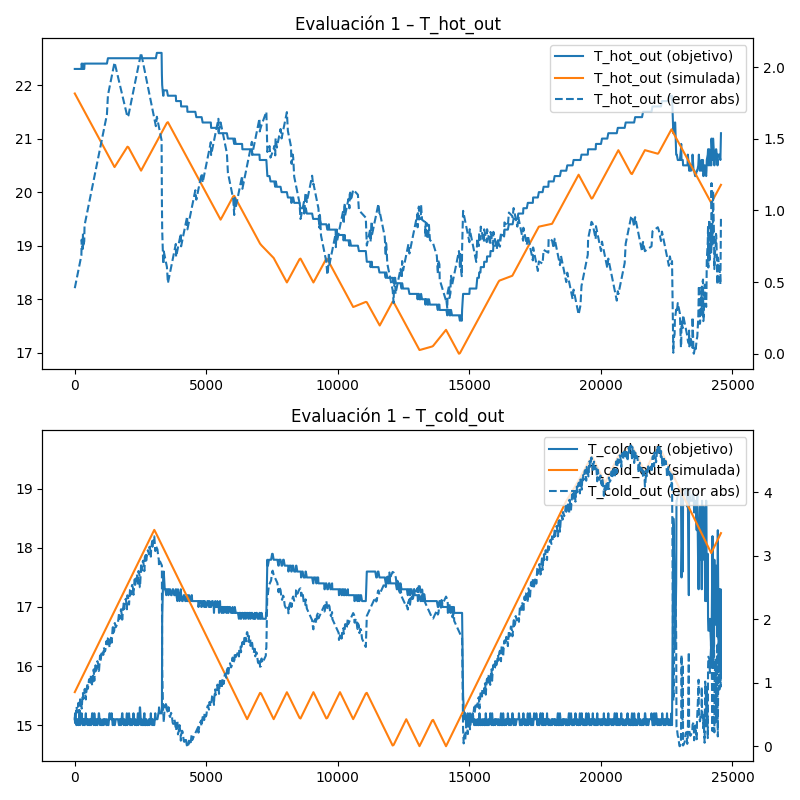 Evaluación 1 – T_hot_out
T_hot_out (objetivo)
T_hot_out (simulada)
T_hot_out (error abs)
22
21
20
19
18
17
2.0
1.5
1.0
0.5
0.0
0 5000 10000 15000 20000 25000
Evaluación 1 – T_cold_out
T_cold_out (objetivo)
T_cold_out (simulada)
T_cold_out (error abs)
19
18
17
16
15
4
3
2
1
0
0 5000 10000 15000 20000 25000